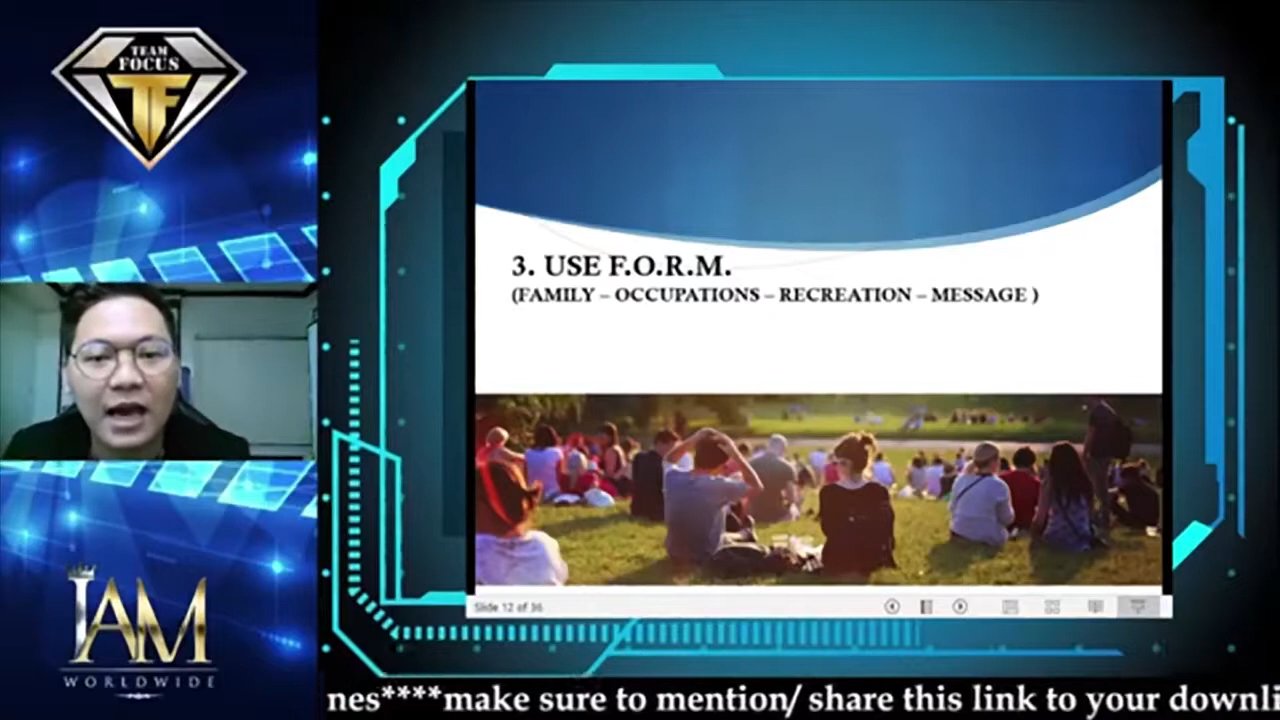 TEAM
FOCUS
TF
3. USE F.O.R.M.
(FAMILY – OCCUPATIONS – RECREATION – MESSAGE )
Slide 12 of 36
IAM
WORLDWIDE
nes****make sure to mention/ share this link to your downli